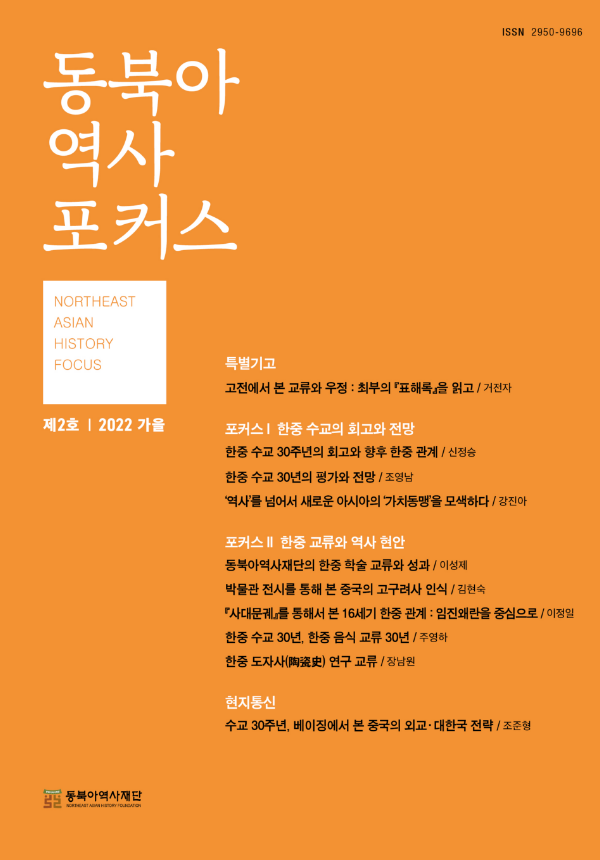 ISSN 2950-9696
동북아
역사
포커스
NORTHEAST
ASIAN
HISTORY
FOCUS
제2호 | 2022 가을
특별기고
고전에서 본 교류와 우정 : 최부의 『표해록』을 읽고 / 거전자
포커스 Ⅰ 한중 수교의 회고와 전망
한중 수교 30주년의 회고와 향후 한중 관계 / 신정승
한중 수교 30년의 평가와 전망 / 조영남
‘역사’를 넘어서 새로운 아시아의 ‘가치동맹’을 모색하다 / 강진아
포커스 Ⅱ 한중 교류와 역사 현안
동북아역사재단의 한중 학술 교류와 성과 / 이성제
박물관 전시를 통해 본 중국의 고구려사 인식 / 김현숙
『사대문궤』를 통해서 본 16세기 한중 관계 : 임진왜란을 중심으로 / 이정일
한중 수교 30년, 한중 음식 교류 30년 / 주영하
한중 도자사(陶瓷史) 연구 교류 / 장남원
현지통신
수교 30주년, 베이징에서 본 중국의 외교·대한국 전략 / 조준형
동북아역사재단
NORTHEAST ASIAN HISTORY FOUNDATION